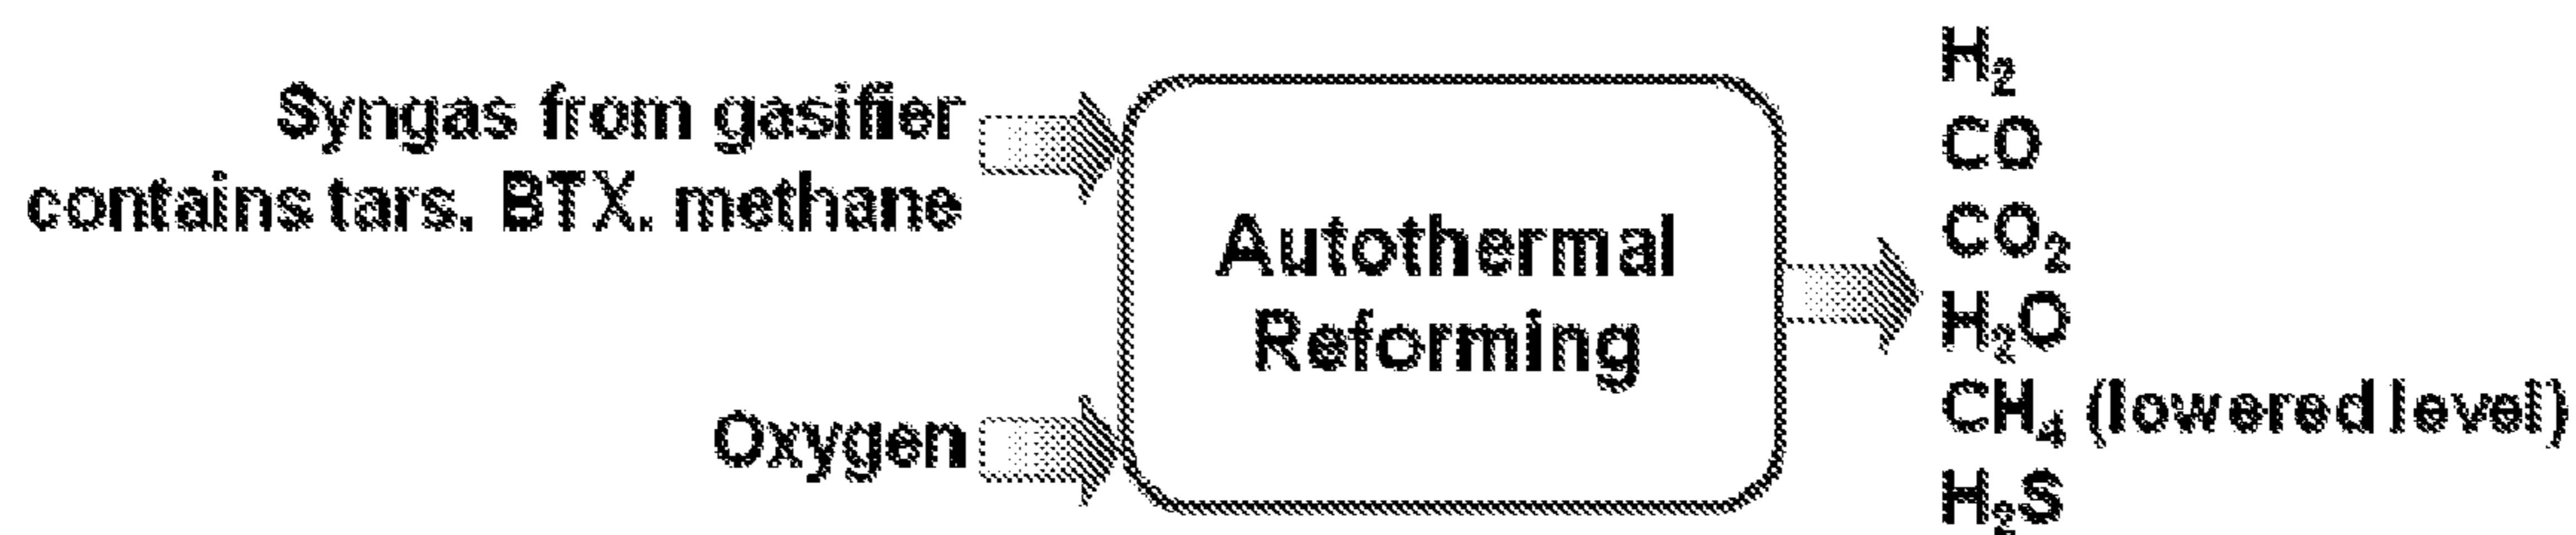 Syngas from gasifier
contains tars. BTX. methane
Oxygen
Autothermal
Reforming
H₂
CO
CO₂
H₂O
CH₄ (lowered level)
H₂S